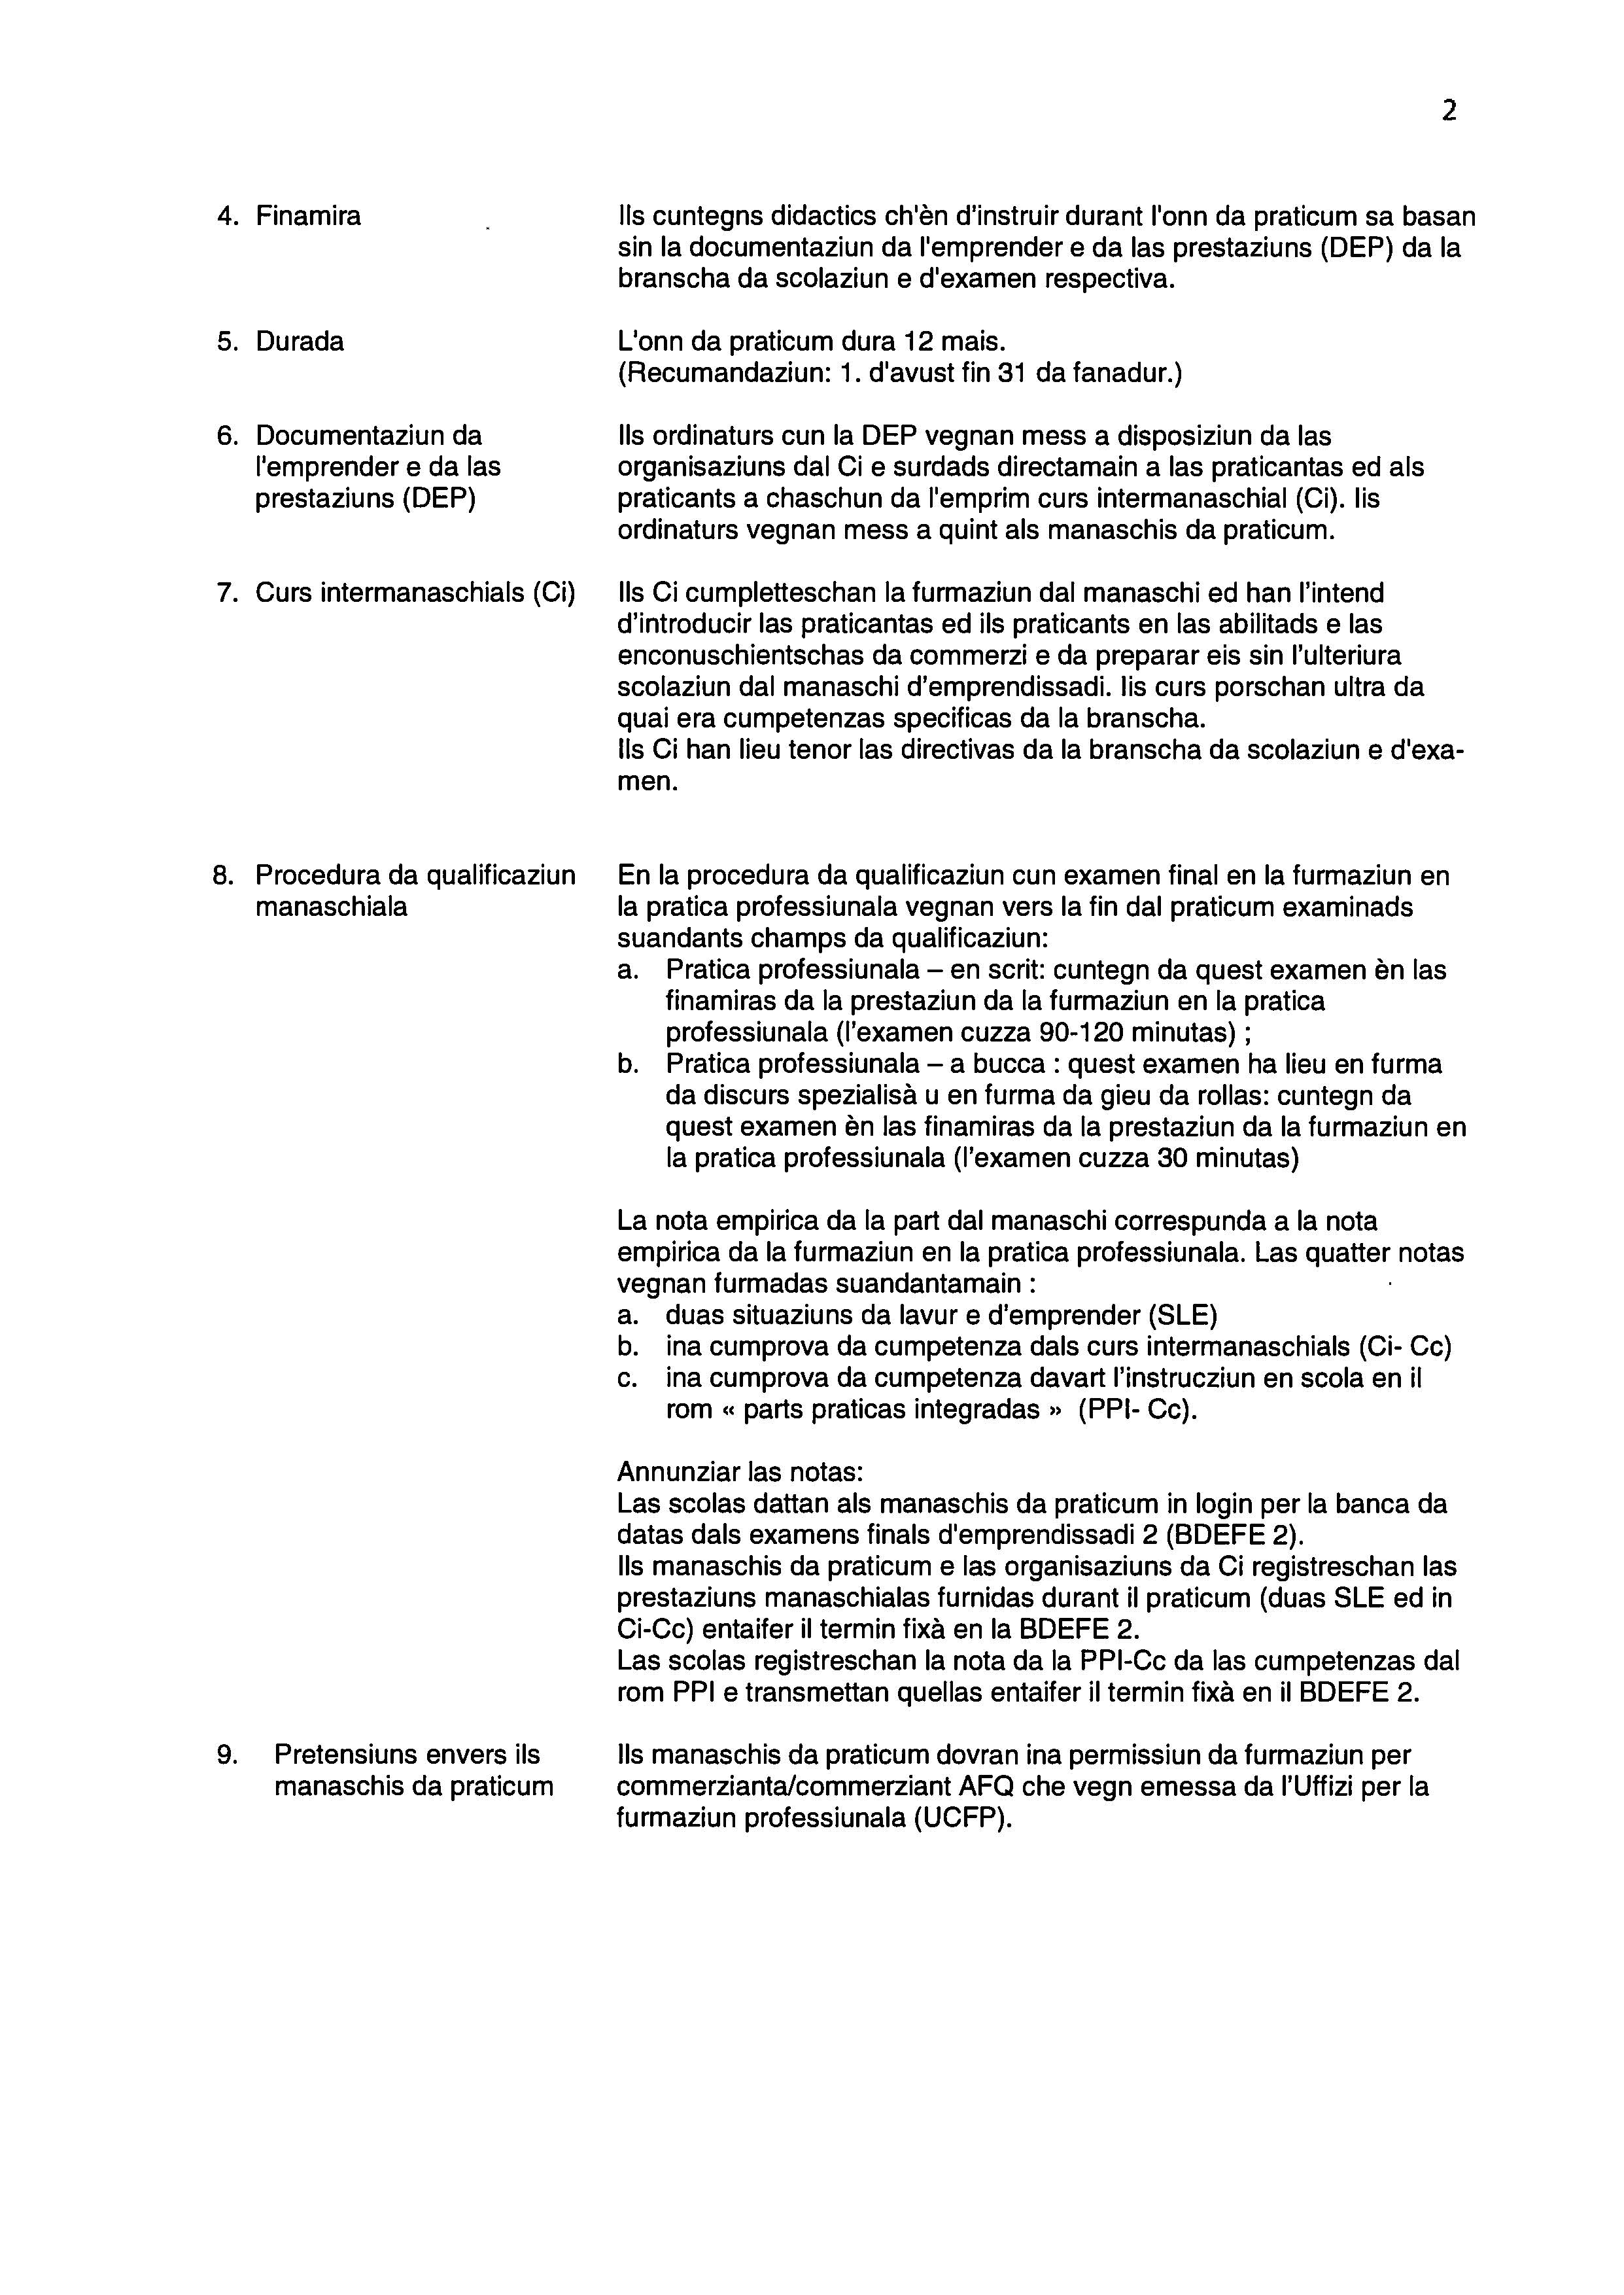 2
4. Finamira
Ils cuntegns didactics ch'èn d'instruir durant l'onn da praticum sa basan
sin la documentaziun da l'emprender e da las prestaziuns (DEP) da la
branscha da scolaziun e d'examen respectiva.
5. Durada
L'onn da praticum dura 12 mais.
(Recumandaziun: 1. d'avust fin 31 da fanadur.)
6. Documentaziun da
l'emprender e da las
prestaziuns (DEP)
Ils ordinaturs cun la DEP vegnan mess a disposiziun da las
organisaziuns dal Ci e surdads directamain a las praticantas ed als
praticants a chaschun da l'emprim curs intermanaschial (Ci). Iis
ordinaturs vegnan mess a quint als manaschis da praticum.
7. Curs intermanaschials (Ci)
Ils Ci cumpletteschan la furmaziun dal manaschi ed han l'intend
d'introducir las praticantas ed ils praticants en las abilitads e las
enconuschientschas da commerzi e da preparar eis sin l'ulteriura
scolaziun dal manaschi d'emprendissadi. Iis curs porschan ultra da
quai era cumpetenzas specificas da la branscha.
Ils Ci han lieu tenor las directivas da la branscha da scolaziun e d'exa-
men.
8. Procedura da qualificaziun
manaschiala
En la procedura da qualificaziun cun examen final en la furmaziun en
la pratica professiunala vegnan vers la fin dal praticum examinads
suandants champs da qualificaziun:
a. Pratica professiunala – en scrit: cuntegn da quest examen èn las
finamiras da la prestaziun da la furmaziun en la pratica
professiunala (l'examen cuzza 90-120 minutas) ;
b. Pratica professiunala – a bucca : quest examen ha lieu en furma
da discurs spezialisà u en furma da gieu da rollas: cuntegn da
quest examen èn las finamiras da la prestaziun da la furmaziun en
la pratica professiunala (l'examen cuzza 30 minutas)
La nota empirica da la part dal manaschi correspunda a la nota
empirica da la furmaziun en la pratica professiunala. Las quatter notas
vegnan furmadas suandantamain :
a. duas situaziuns da lavur e d'emprender (SLE)
b. ina cumprova da cumpetenza dals curs intermanaschials (Ci- Cc)
c. ina cumprova da cumpetenza davart l'instrucziun en scola en il
rom « parts praticas integradas » (PPI- Cc).
Annunziar las notas:
Las scolas dattan als manaschis da praticum in login per la banca da
datas dals examens finals d'emprendissadi 2 (BDEFE 2).
Ils manaschis da praticum e las organisaziuns da Ci registreschan las
prestaziuns manaschialas furnidas durant il praticum (duas SLE ed in
Ci-Cc) entaifer il termin fixà en la BDEFE 2.
Las scolas registreschan la nota da la PPI-Cc da las cumpetenzas dal
rom PPI e transmettan quellas entaifer il termin fixà en il BDEFE 2.
9. Pretensiuns envers ils
manaschis da praticum
Ils manaschis da praticum dovran ina permissiun da furmaziun per
commerzianta/commerziant AFQ che vegn emessa da l'Uffizi per la
furmaziun professiunala (UCFP).